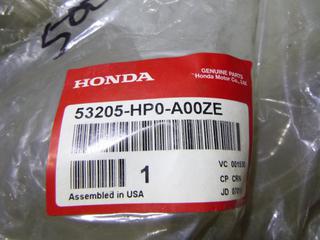 HONDA
GENUINE PARTS
Honda Motor Co., Ltd.
53205-HP0-A00ZE
1
VC
CP
Assembled in USA
JD